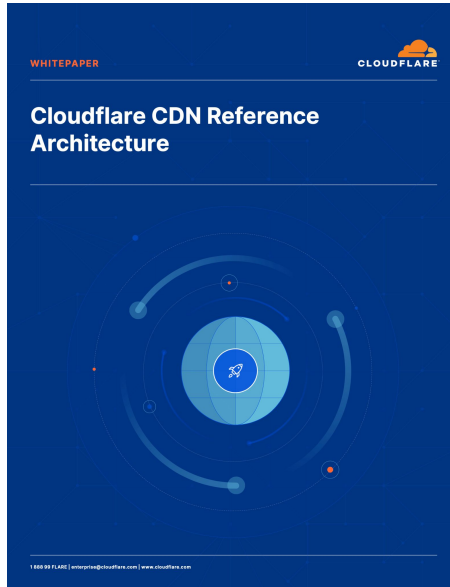 WHITEPAPER
CLOUDFLARE
Cloudflare CDN Reference
Architecture
1 888 99 FLARE | enterprise@cloudflare.com | www.cloudflare.com